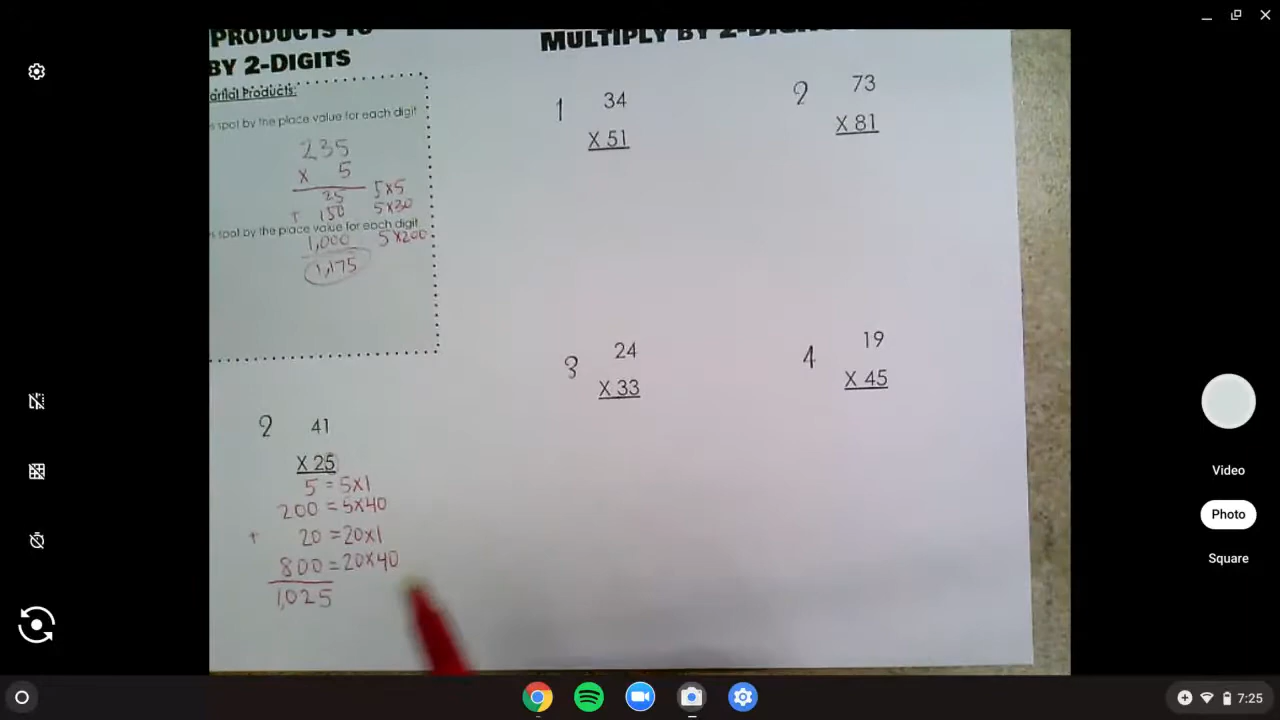 PRODUCTS TO
BY 2-DIGITS
artial Products:
s spot by the place value for each digit
235
x 5
25 5x5
+ 150 5x30
s spot by the place value for each digit
1,000 5x200
1,175
2 41
X 25
5 = 5x1
200 = 5x40
+ 20 = 20x1
800 = 20x40
1,025
MULTIPLY BY 2-DIGIT
1 34
X 51
2 73
X 81
3 24
X 33
4 19
X 45
Video
Photo
Square
7:25